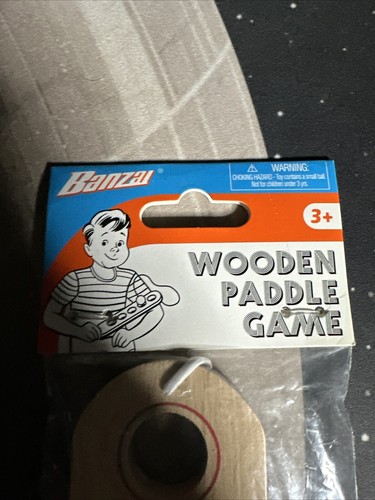 Banzai®
WARNING:
CHOKING HAZARD - Toy contains a small ball.
Not for children under 3 yrs.
3+
WOODEN
PADDLE
GAME